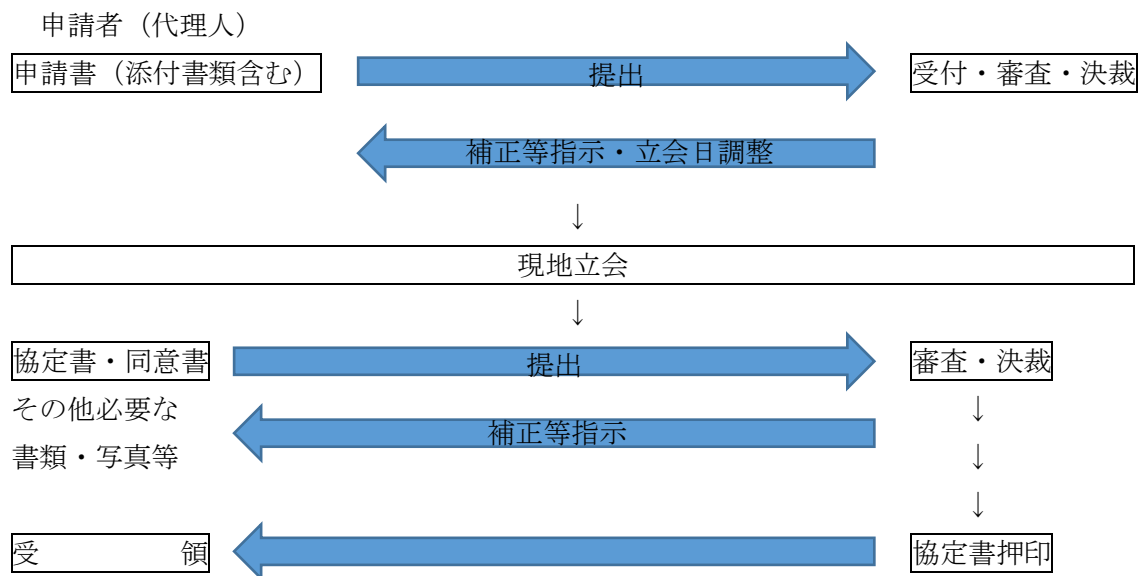 申請者（代理人）
申請書（添付書類含む） 提出 受付・審査・決裁
補正等指示・立会日調整
↓
現地立会
↓
協定書・同意書 提出 審査・決裁
その他必要な ↓
補正等指示
書類・写真等 ↓
↓
受　　　　領 協定書押印